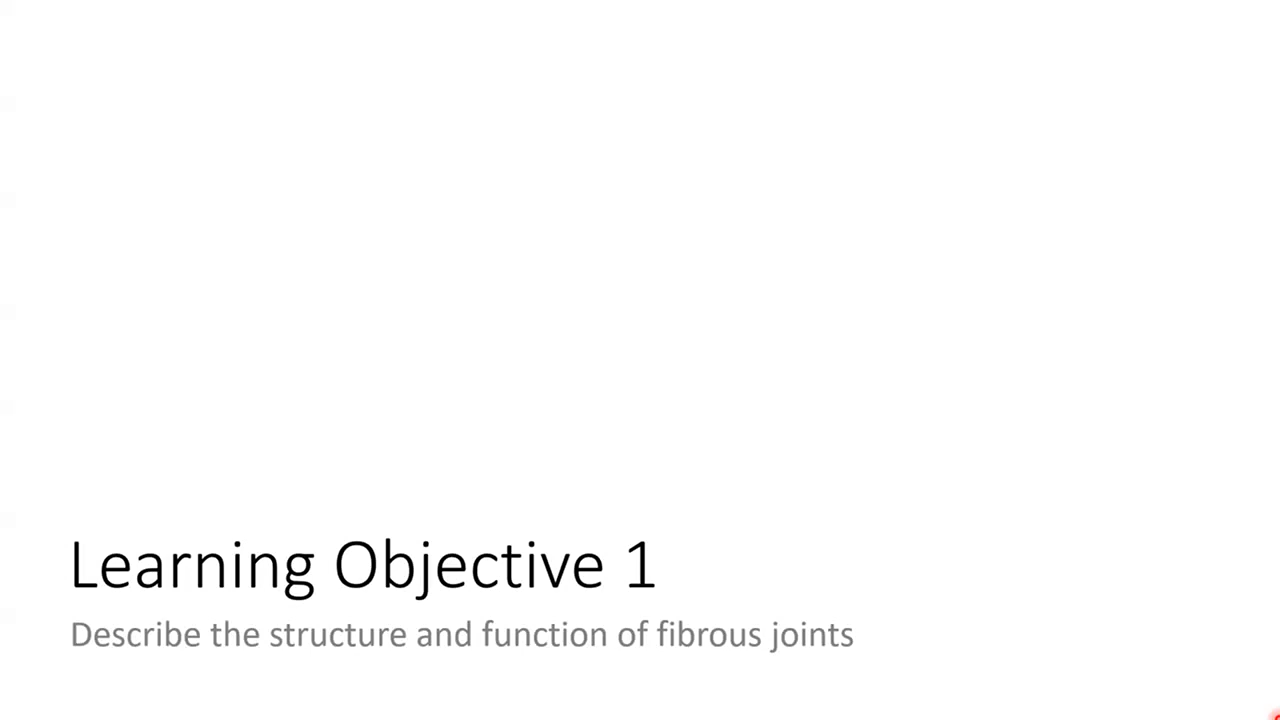 Learning Objective 1
Describe the structure and function of fibrous joints